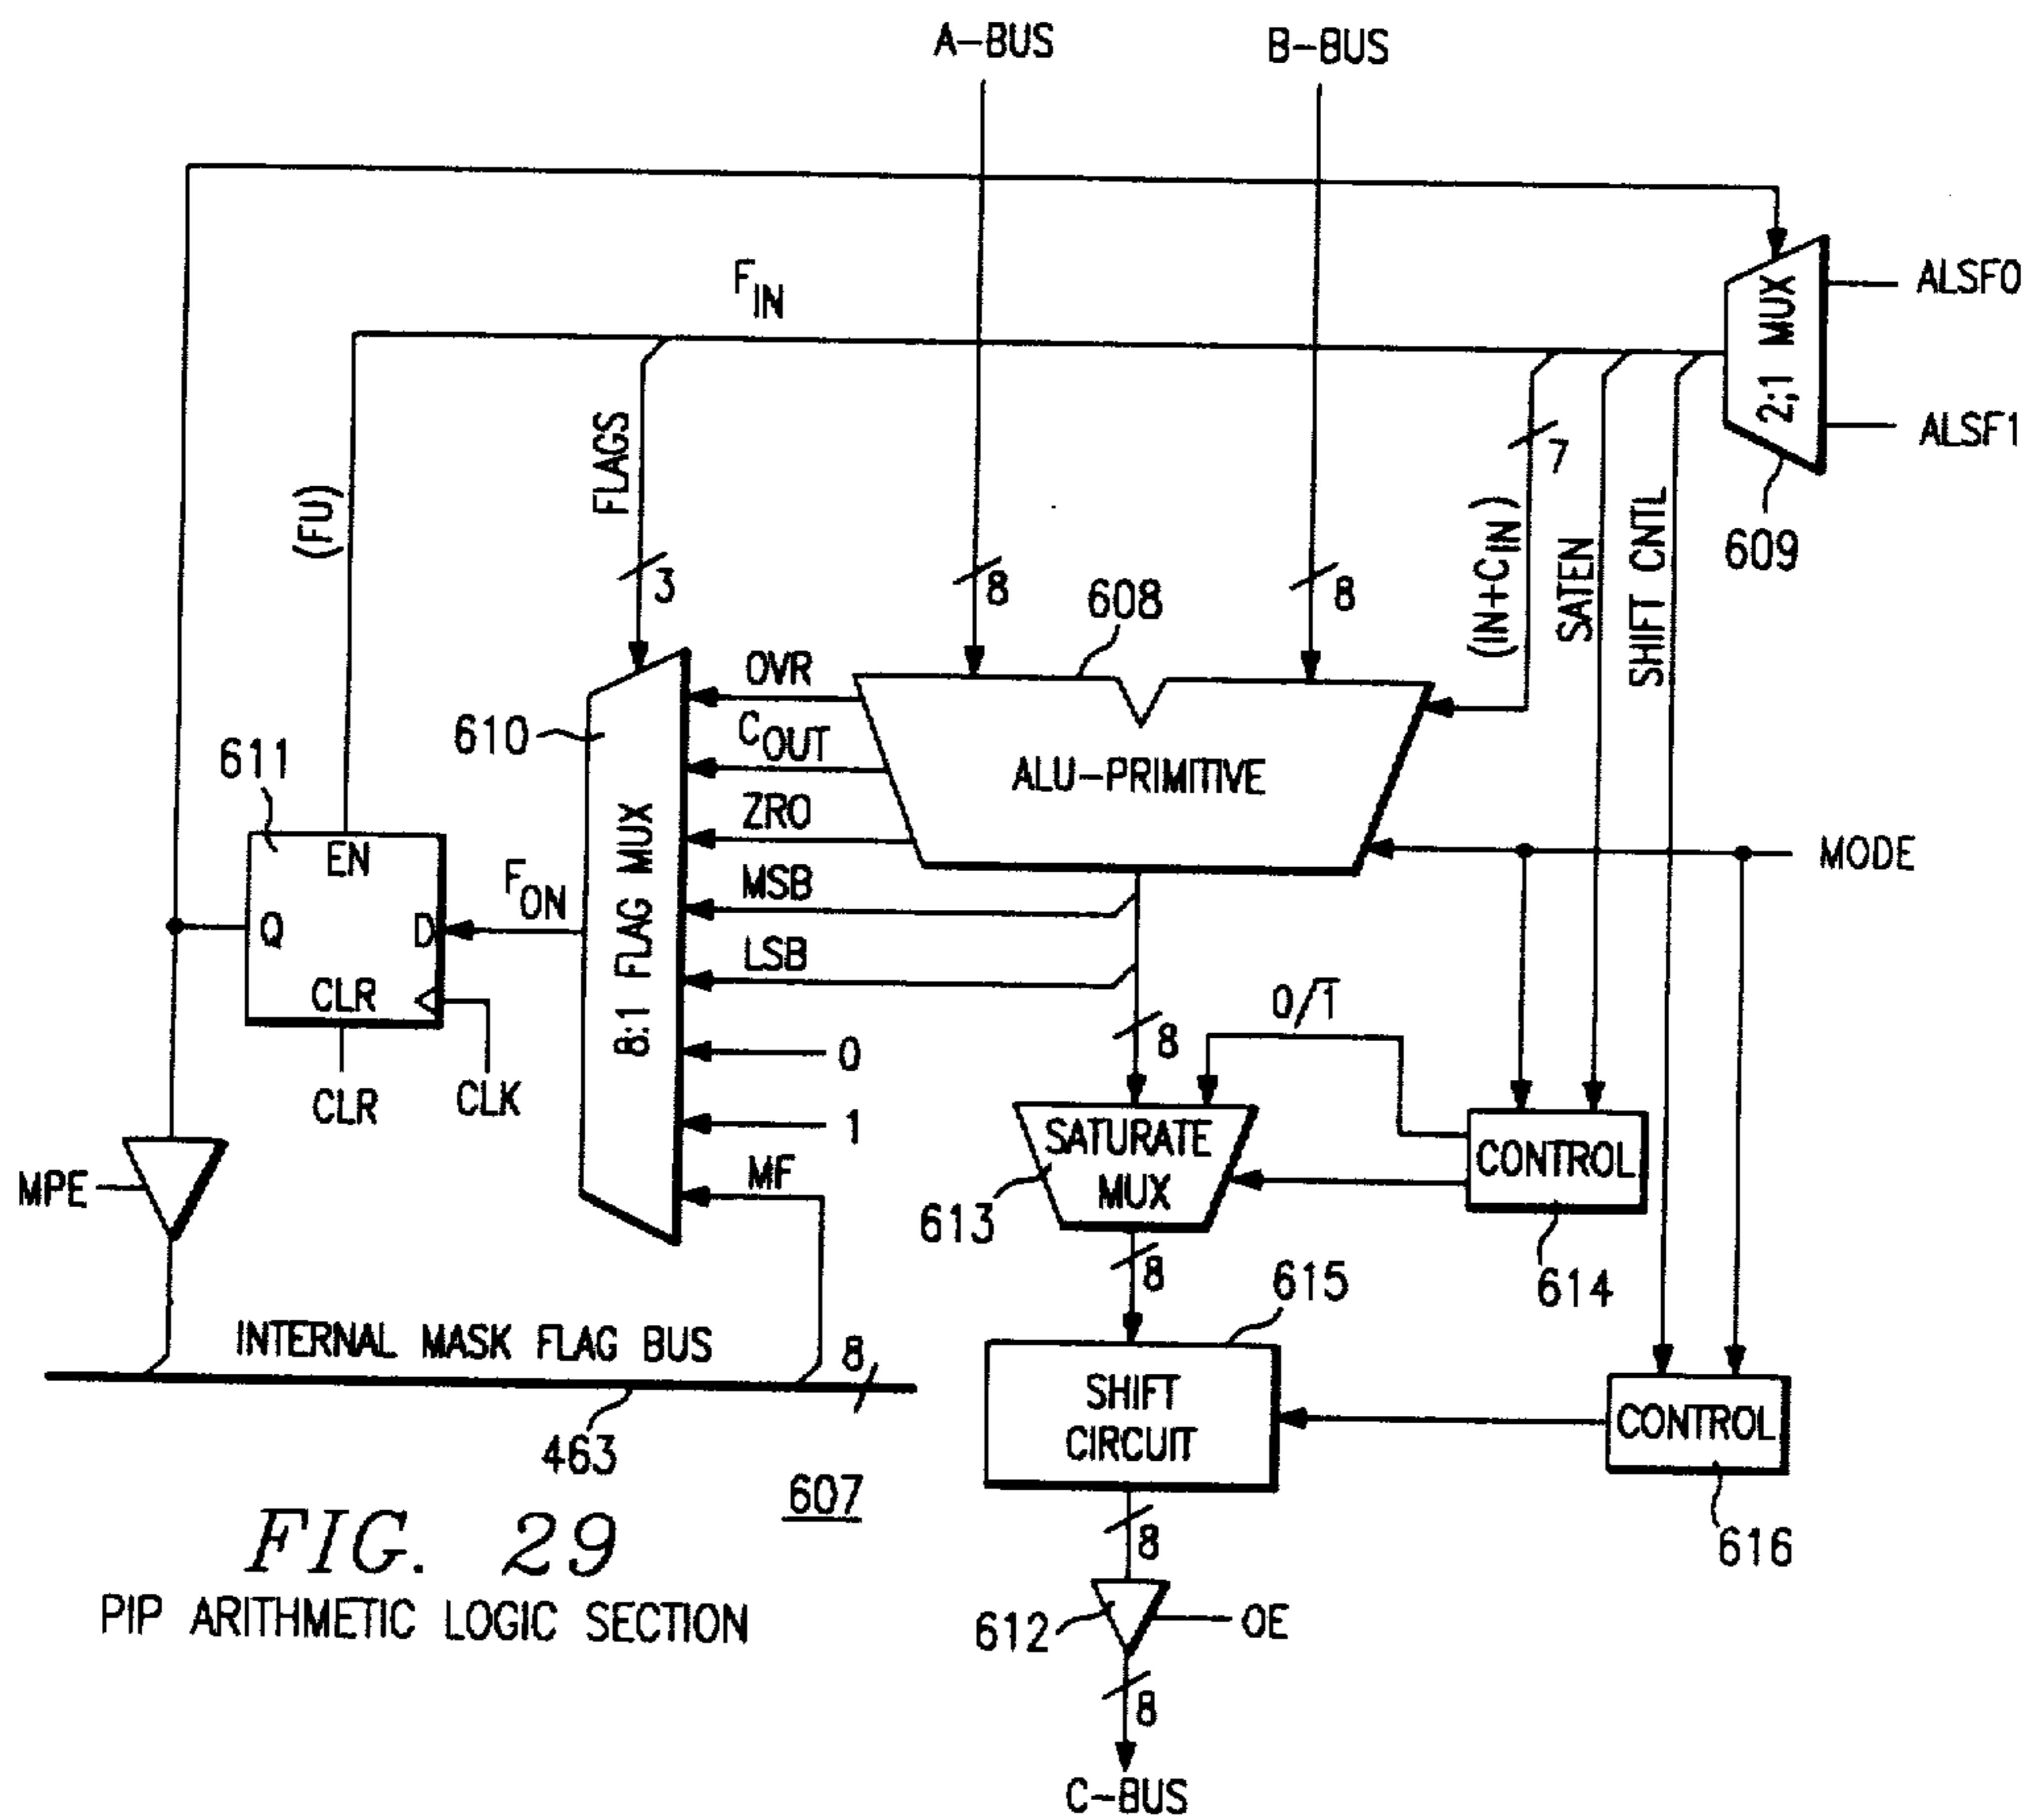 A-BUS
B-BUS
F IN
2;1 MUX
ALSF0
ALSF1
609
(FU)
FLAGS
3
8
8
7
(IN+C IN)
SATEN
SHIFT CNTL
608
OVR
C OUT
ZRO
MSB
LSB
0
1
MF
610
8:1 FLAG MUX
ALU-PRIMITIVE
MODE
611
EN
Q
D
CLR
F ON
CLR
CLK
MPE
8
0/1
SATURATE
MUX
613
CONTROL
614
8
INTERNAL MASK FLAG BUS
8
463
615
SHIFT
CIRCUIT
CONTROL
616
607
8
612
OE
8
C-BUS
FIG. 29
PIP ARITHMETIC LOGIC SECTION